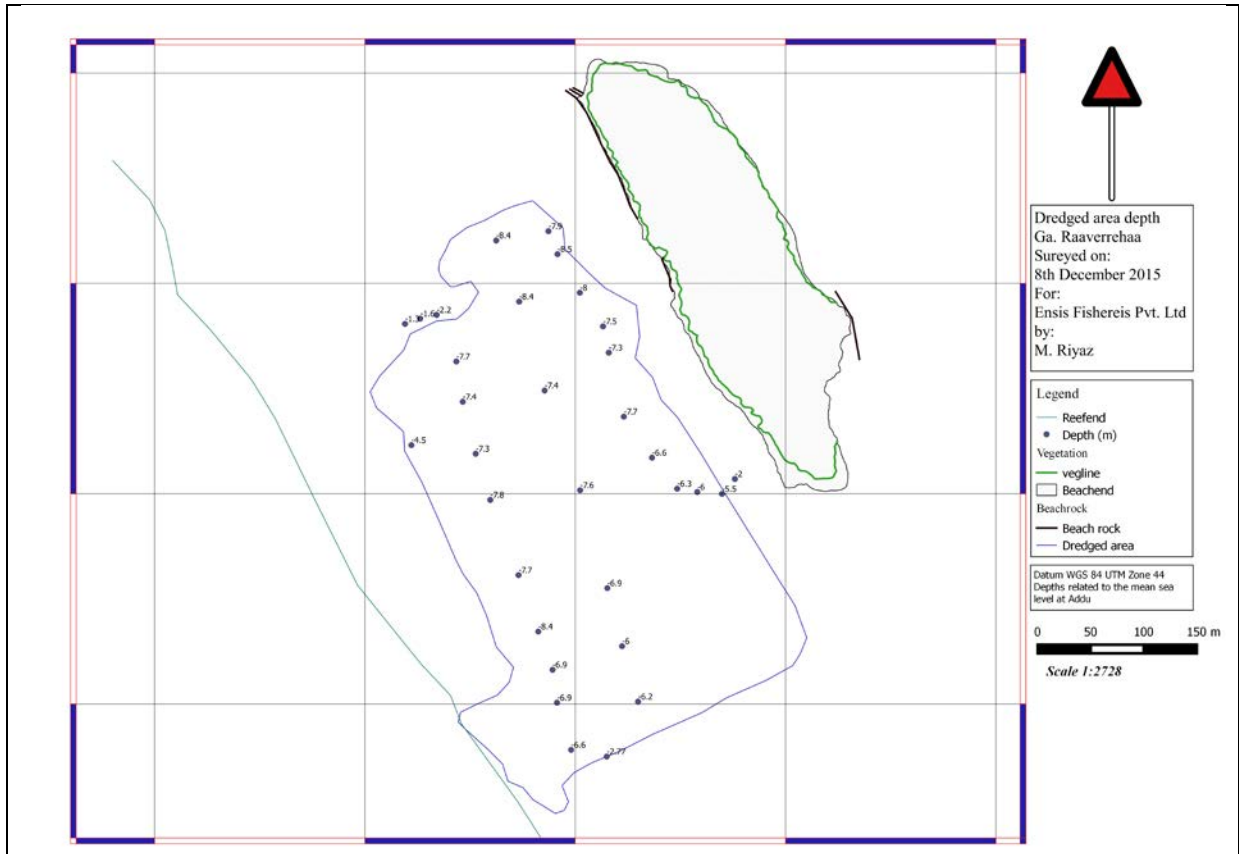 -7.9
-8.4
-8.5
-8
-8.4
-2.2
-1.6
-1.3
-7.5
-7.3
-7.7
-7.4
-7.4
-7.7
-4.5
-7.3
-6.6
-2
-6.3
-6
-5.5
-7.6
-7.8
-7.7
-6.9
-8.4
-6
-6.9
-6.9
-6.2
-6.6
-2.77
Dredged area depth
Ga. Raaverrehaa
Sureyed on:
8th December 2015
For:
Ensis Fishereis Pvt. Ltd
by:
M. Riyaz
Legend
Reefend
Depth (m)
Vegetation
vegline
Beachend
Beachrock
Beach rock
Dredged area
Datum WGS 84 UTM Zone 44
Depths related to the mean sea
level at Addu
0 50 100 150 m
Scale 1:2728